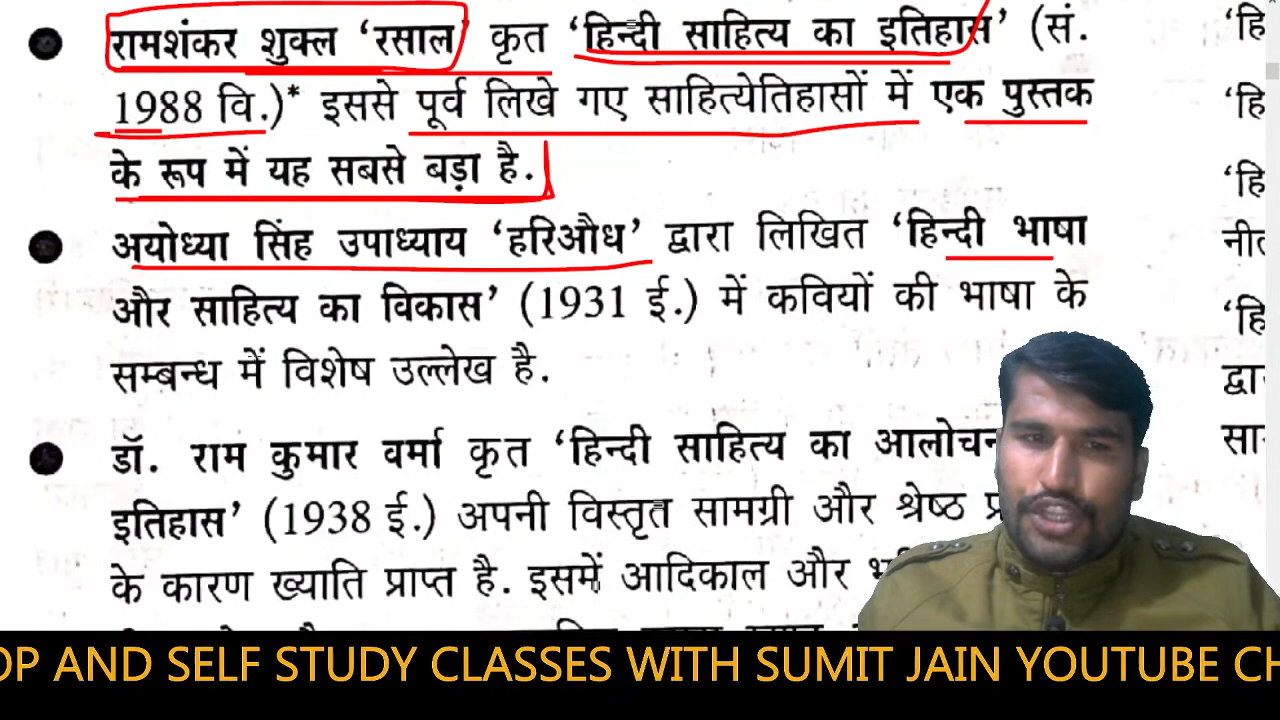 रामशंकर शुक्ल ‘रसाल’ कृत ‘हिन्दी साहित्य का इतिहास’ (सं.
1988 वि.)* इससे पूर्व लिखे गए साहित्येतिहासों में एक पुस्तक
के रूप में यह सबसे बड़ा है.
अयोध्या सिंह उपाध्याय ‘हरिऔध’ द्वारा लिखित ‘हिन्दी भाषा
और साहित्य का विकास’ (1931 ई.) में कवियों की भाषा के
सम्बन्ध में विशेष उल्लेख है.
डॉ. राम कुमार वर्मा कृत ‘हिन्दी साहित्य का
इतिहास’ (1938 ई.) अपनी विस्तृत सामग्री और श्रेष्ठ
के कारण ख्याति प्राप्त है. इसमें आदिकाल और
‘हि
‘हि
‘हि
‘हि
द्वा
OP AND SELF STUDY CLASSES WITH SUMIT JAIN YOUTUBE CH